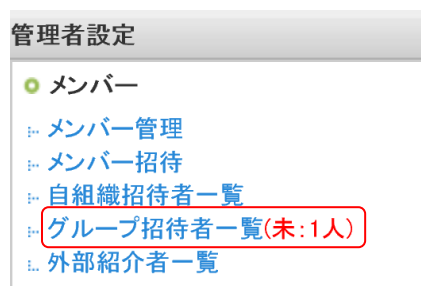 管理者設定
メンバー
メンバー管理
メンバー招待
自組織招待者一覧
グループ招待者一覧(未:1人)
外部紹介者一覧